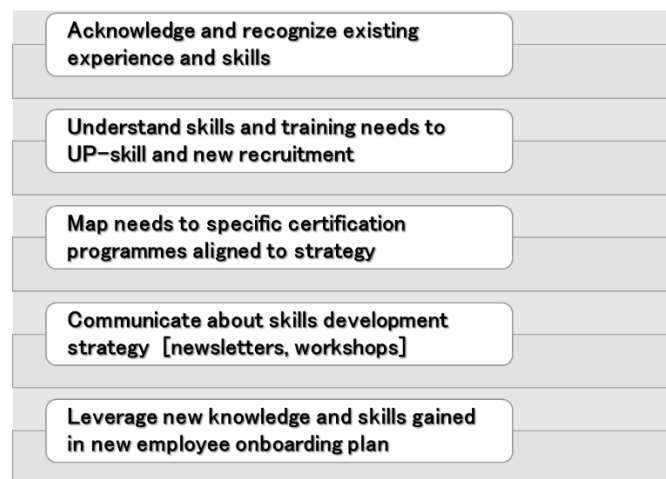 Acknowledge and recognize existing
experience and skills
Understand skills and training needs to
UP-skill and new recruitment
Map needs to specific certification
programmes aligned to strategy
Communicate about skills development
strategy [newsletters, workshops]
Leverage new knowledge and skills gained
in new employee onboarding plan